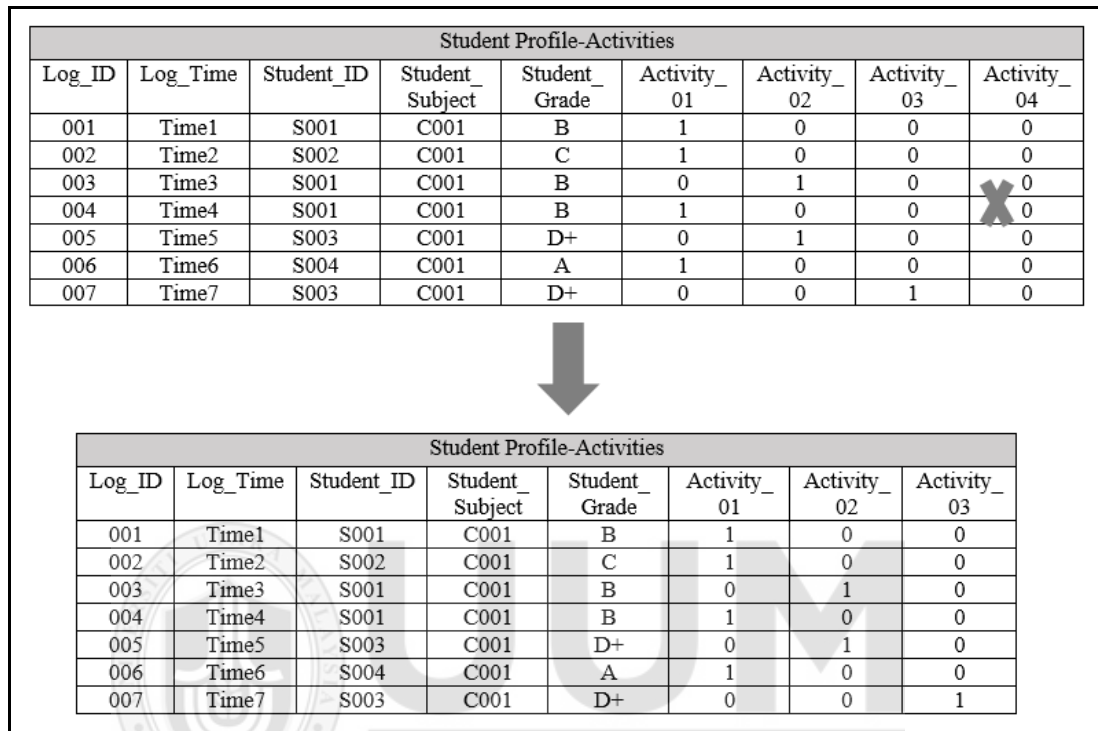 Student Profile-Activities
Log_ID Log_Time Student_ID Student_ Subject Student_ Grade Activity_ 01 Activity_ 02 Activity_ 03 Activity_ 04
001 Time1 S001 C001 B 1 0 0 0
002 Time2 S002 C001 C 1 0 0 0
003 Time3 S001 C001 B 0 1 0 0
004 Time4 S001 C001 B 1 0 0 0
005 Time5 S003 C001 D+ 0 1 0 0
006 Time6 S004 C001 A 1 0 0 0
007 Time7 S003 C001 D+ 0 0 1 0
Student Profile-Activities
Log_ID Log_Time Student_ID Student_ Subject Student_ Grade Activity_ 01 Activity_ 02 Activity_ 03
001 Time1 S001 C001 B 1 0 0
002 Time2 S002 C001 C 1 0 0
003 Time3 S001 C001 B 0 1 0
004 Time4 S001 C001 B 1 0 0
005 Time5 S003 C001 D+ 0 1 0
006 Time6 S004 C001 A 1 0 0
007 Time7 S003 C001 D+ 0 0 1
UUM